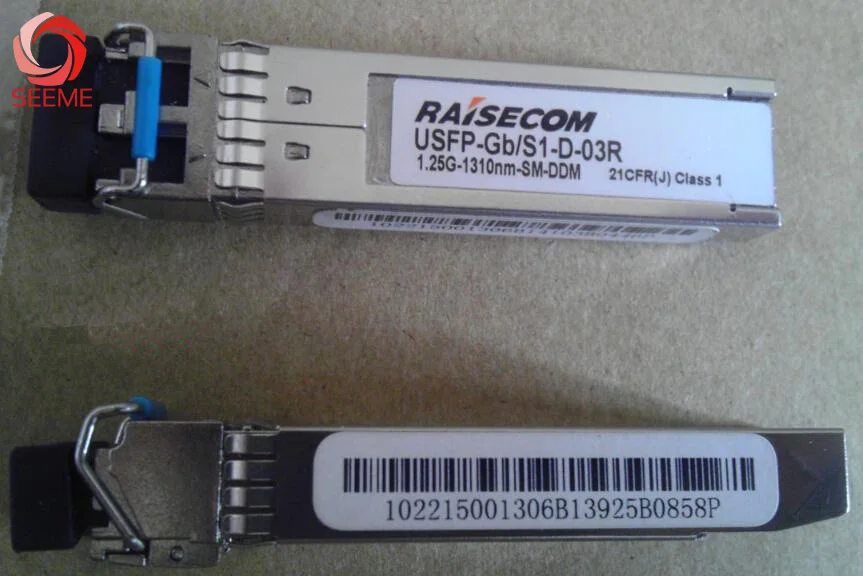 SEEME
RAISECOM
USFP-Gb/S1-D-03R
1.25G-1310nm-SM-DDM 21CFR(J) Class 1
102215001306B13925B0858P